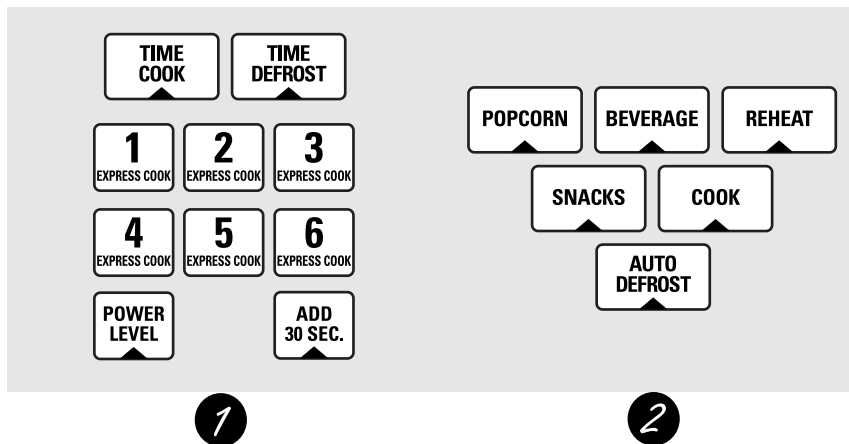 TIME
COOK
TIME
DEFROST
1
EXPRESS COOK
2
EXPRESS COOK
3
EXPRESS COOK
4
EXPRESS COOK
5
EXPRESS COOK
6
EXPRESS COOK
POWER
LEVEL
ADD
30 SEC.
1
POPCORN
BEVERAGE
REHEAT
SNACKS
COOK
AUTO
DEFROST
2